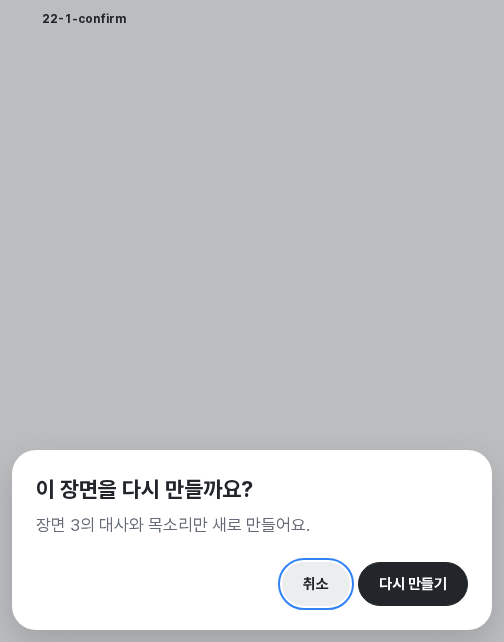 22-1-confirm
이 장면을 다시 만들까요?
장면 3의 대사와 목소리만 새로 만들어요.
취소
다시 만들기